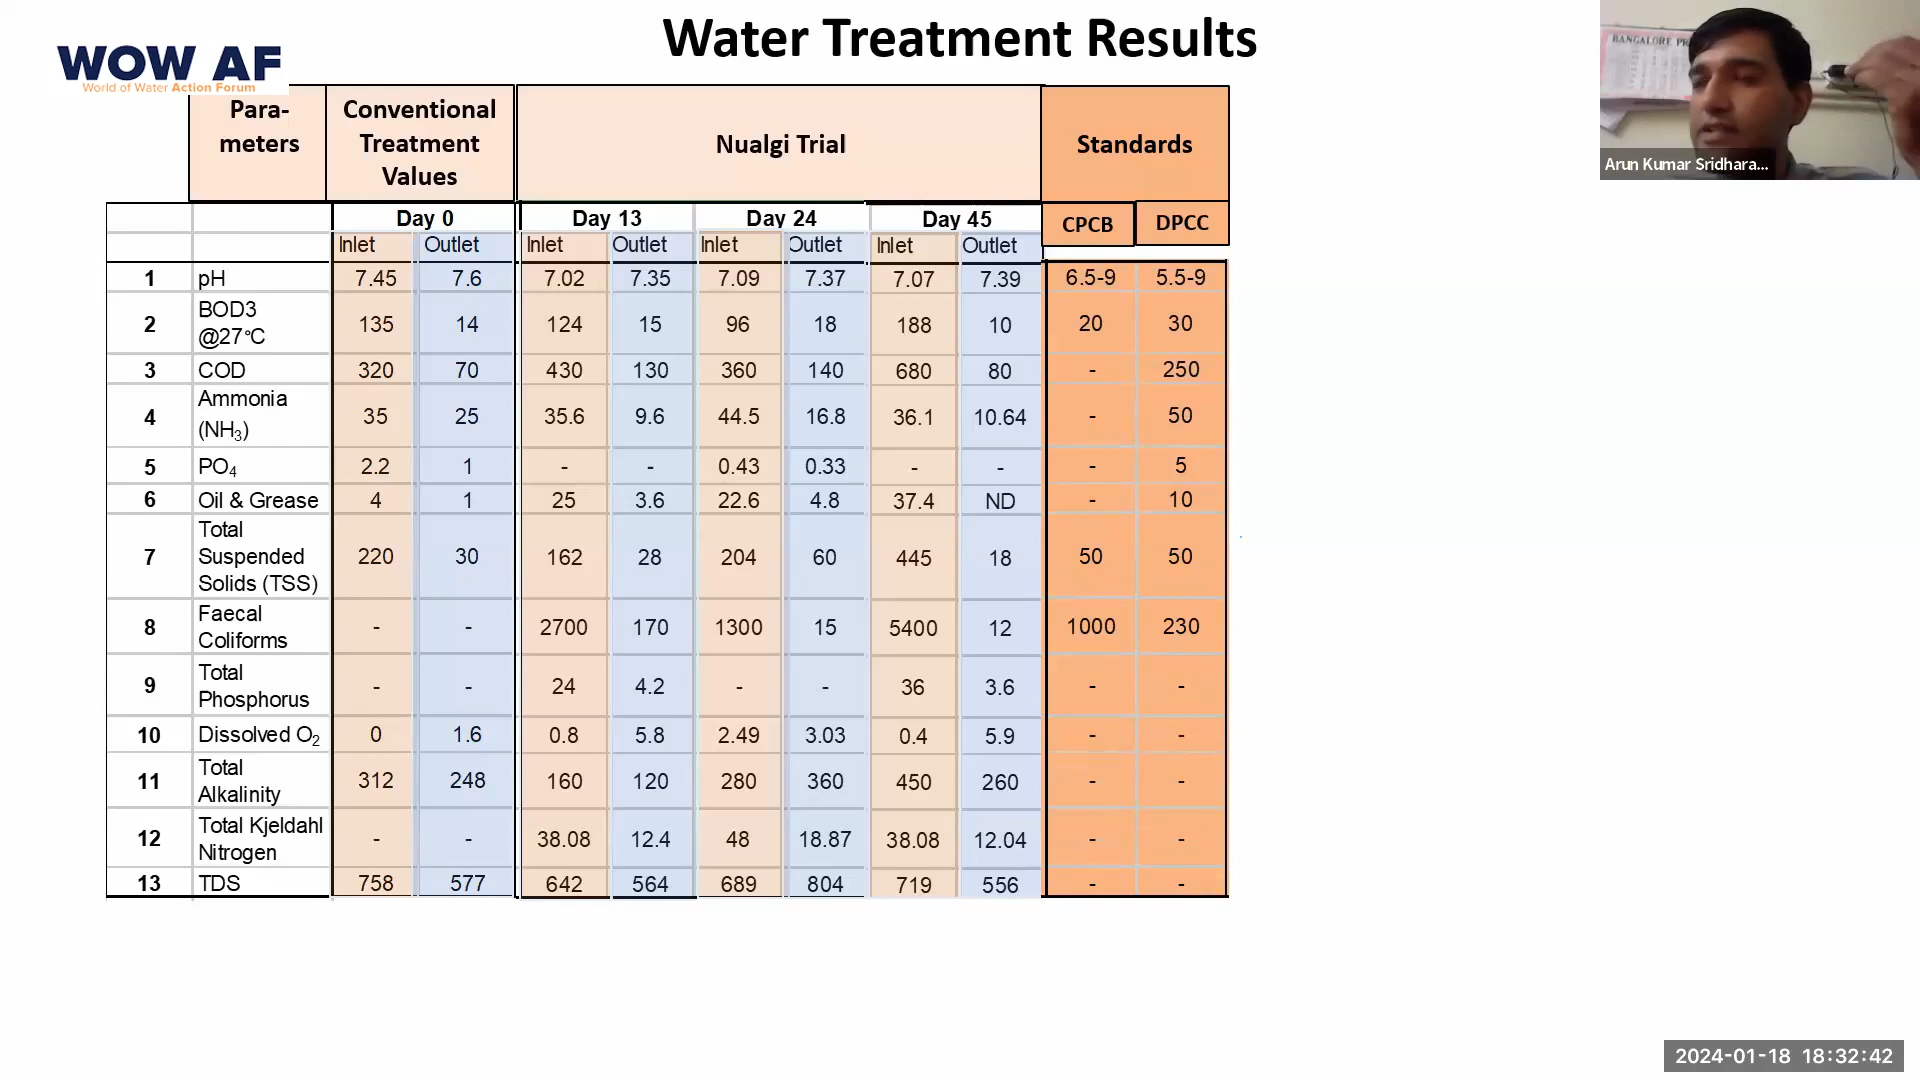 Water Treatment Results
WOW AF
World of Water Action Forum
BANGALORE PR
Arun Kumar Sridhara...
Para-meters Conventional Treatment Values Nualgi Trial Standards
Day 0 Day 13 Day 24 Day 45 CPCB DPCC
Inlet Outlet Inlet Outlet Inlet Outlet Inlet Outlet
1 pH 7.45 7.6 7.02 7.35 7.09 7.37 7.07 7.39 6.5-9 5.5-9
2 BOD3 @27°C 135 14 124 15 96 18 188 10 20 30
3 COD 320 70 430 130 360 140 680 80 - 250
4 Ammonia (NH3) 35 25 35.6 9.6 44.5 16.8 36.1 10.64 - 50
5 PO4 2.2 1 - - 0.43 0.33 - - - 5
6 Oil & Grease 4 1 25 3.6 22.6 4.8 37.4 ND - 10
7 Total Suspended Solids (TSS) 220 30 162 28 204 60 445 18 50 50
8 Faecal Coliforms - - 2700 170 1300 15 5400 12 1000 230
9 Total Phosphorus - - 24 4.2 - - 36 3.6 - -
10 Dissolved O2 0 1.6 0.8 5.8 2.49 3.03 0.4 5.9 - -
11 Total Alkalinity 312 248 160 120 280 360 450 260 - -
12 Total Kjeldahl Nitrogen - - 38.08 12.4 48 18.87 38.08 12.04 - -
13 TDS 758 577 642 564 689 804 719 556 - -
2024-01-18 18:32:42